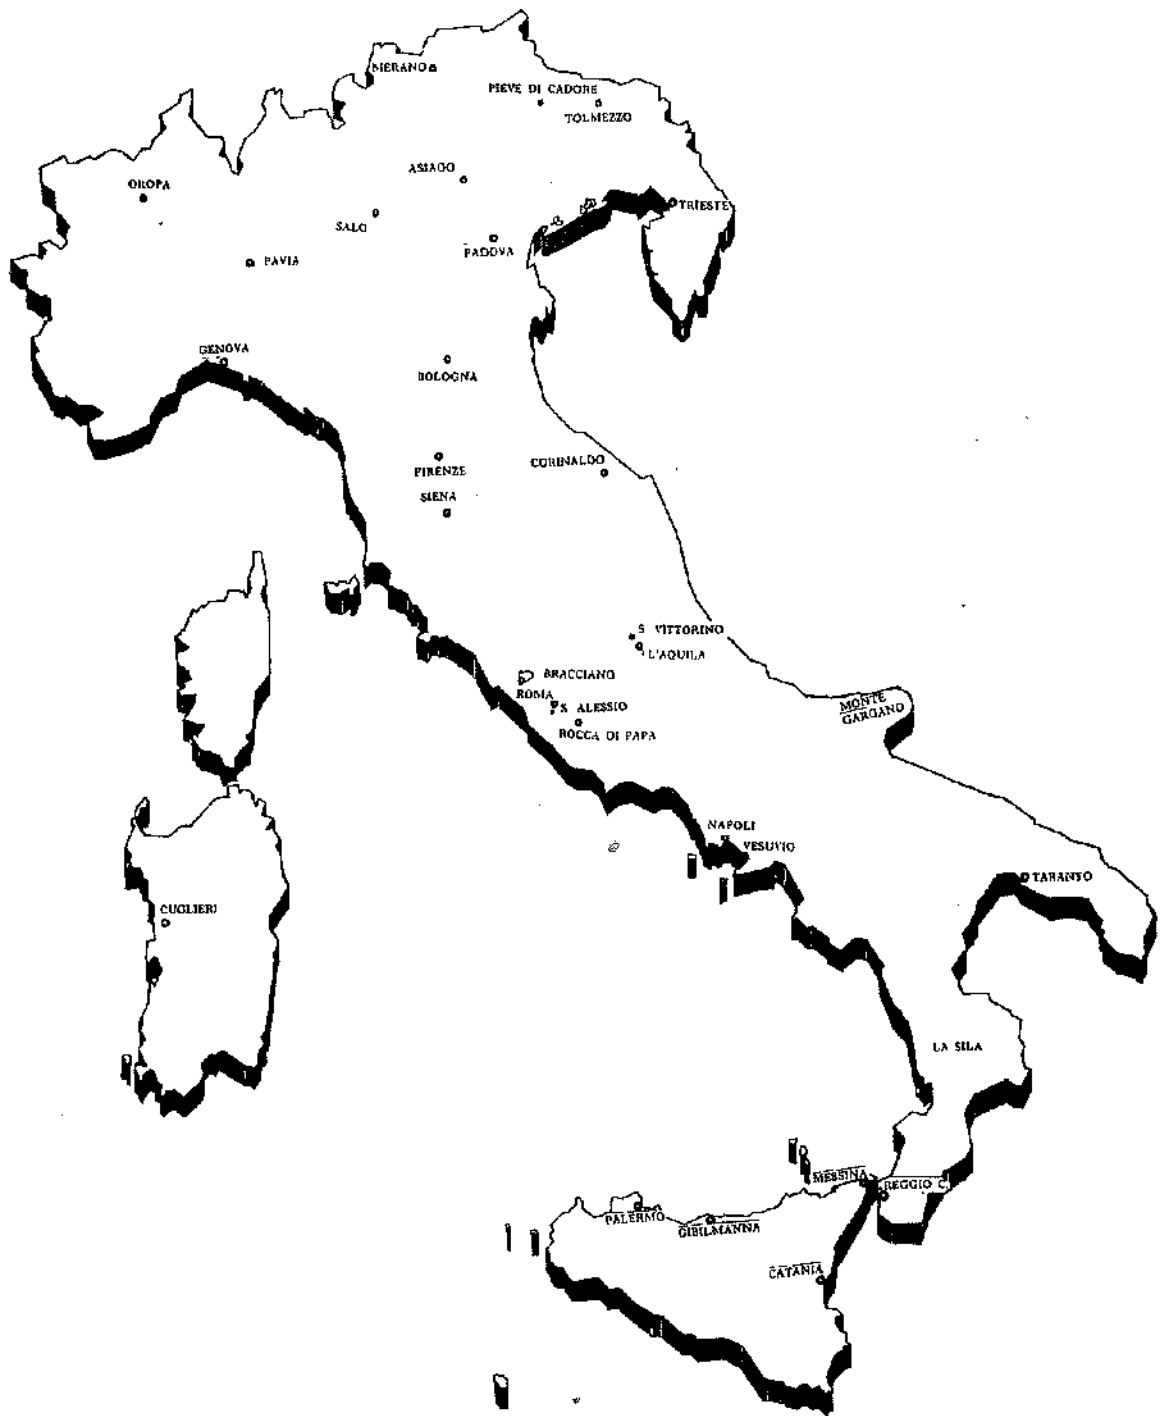 MERANO
PIEVE DI CADORE
TOLMEZZO
ASIAGO
OROPA
TRIESTE
SALO
PADOVA
PAVIA
GENOVA
BOLOGNA
CORINALDO
FIRENZE
SIENA
S. VITTORINO
L'AQUILA
BRACCIANO
ROMA
S. ALESSIO
ROCCA DI PAPA
MONTE
GARGANO
NAPOLI
VESUVIO
TARANTO
CUGLIERI
LA SILA
MESSINA
REGGIO C.
PALERMO
GIBILMANNA
CATANIA